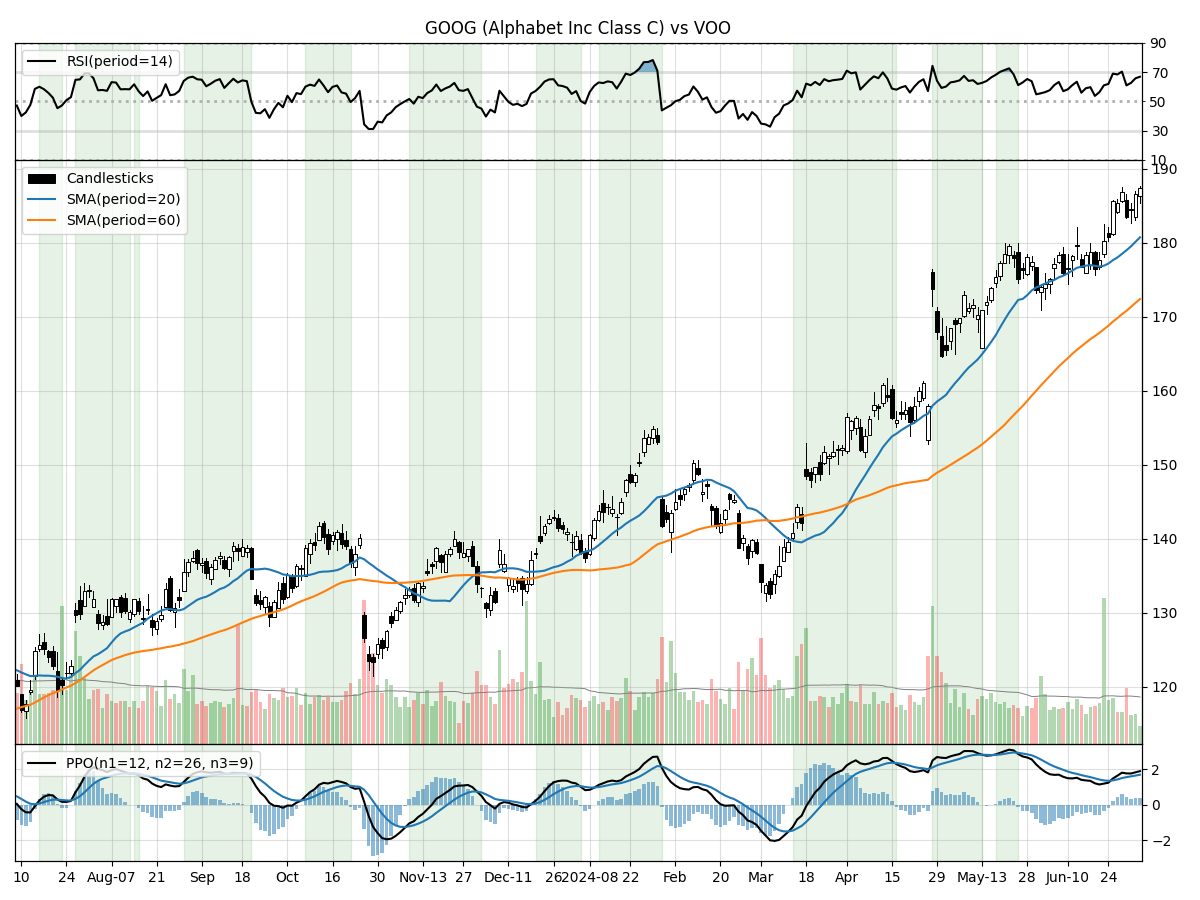 GOOG (Alphabet Inc Class C) vs VOO
RSI(period=14)
90
70
50
30
10
Candlesticks
SMA(period=20)
SMA(period=60)
190
180
170
160
150
140
130
120
PPO(n1=12, n2=26, n3=9)
2
0
−2
10 24 Aug-07 21 Sep 18 Oct 16 30 Nov-13 27 Dec-11 26 2024-08 22 Feb 20 Mar 18 Apr 15 29 May-13 28 Jun-10 24